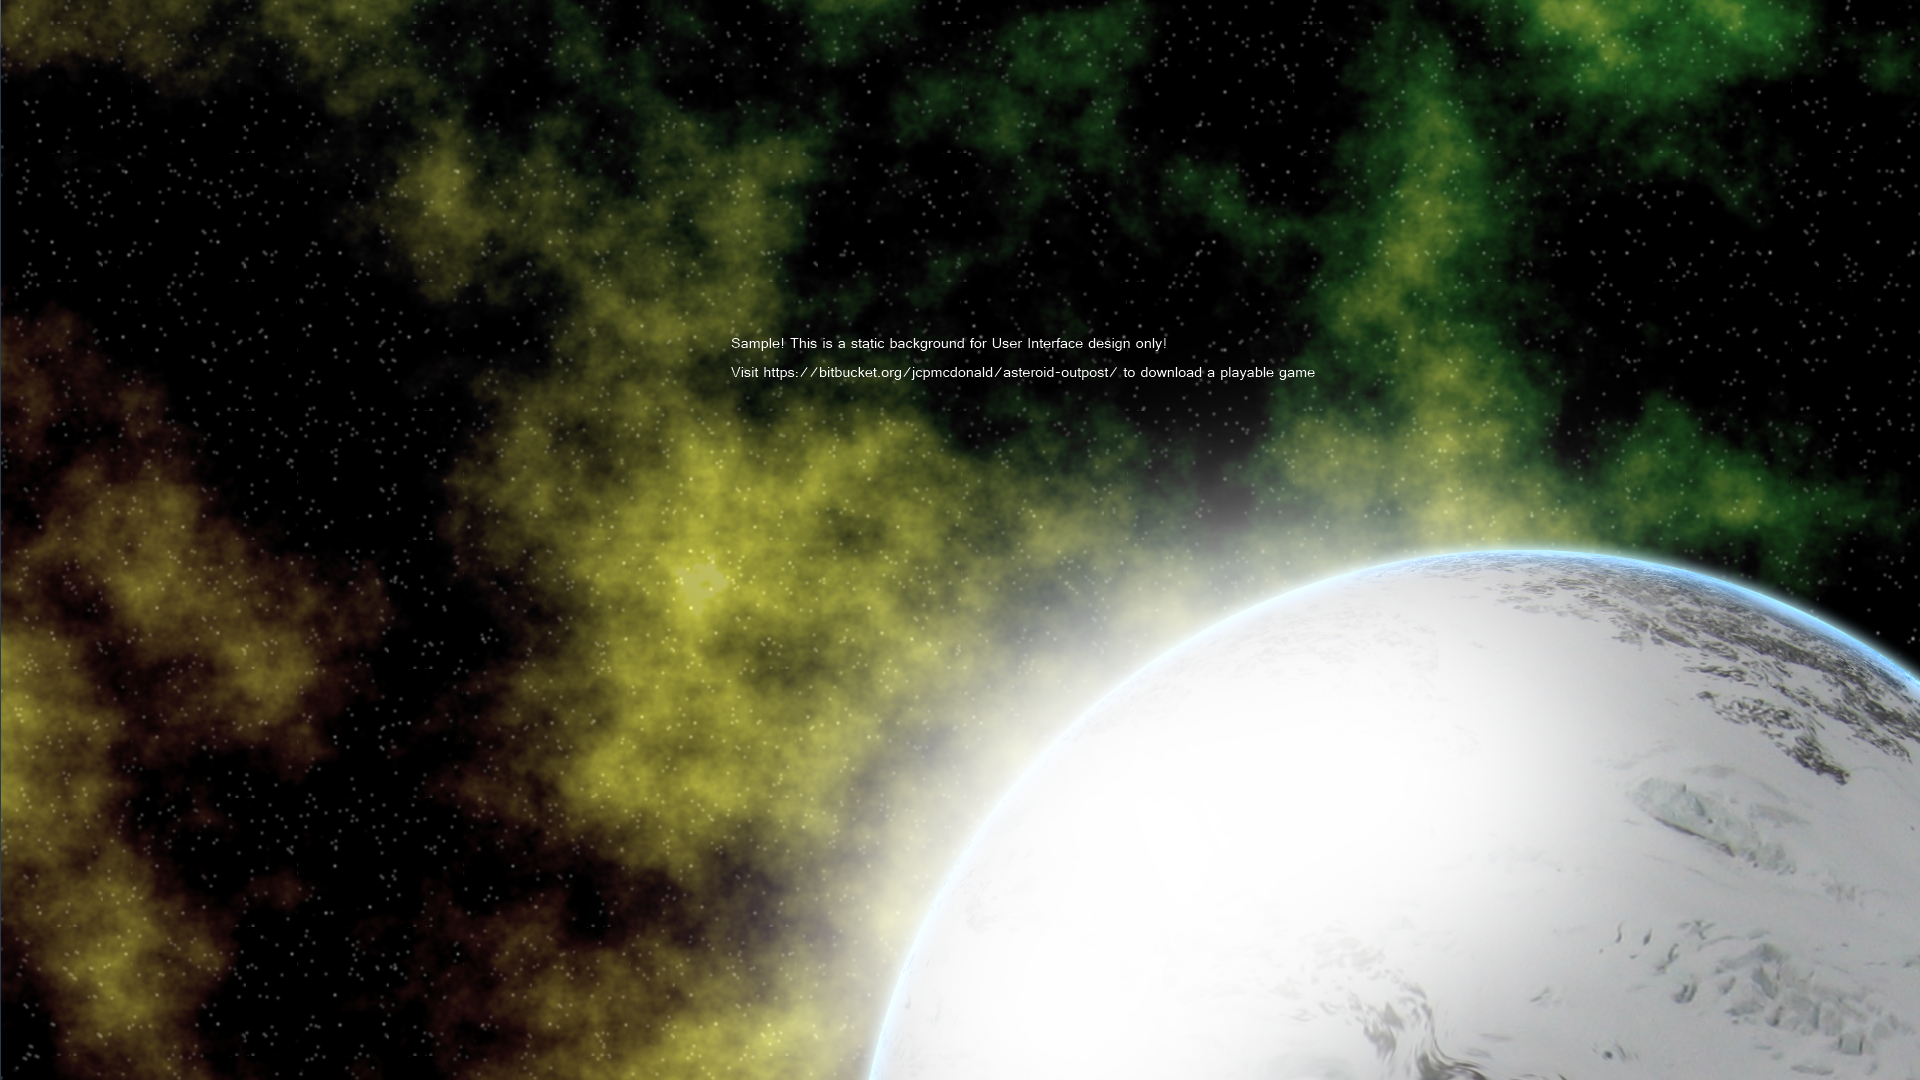 Sample! This is a static background for User Interface design only!
Visit https://bitbucket.org/jcpmcdonald/asteroid-outpost/ to download a playable game